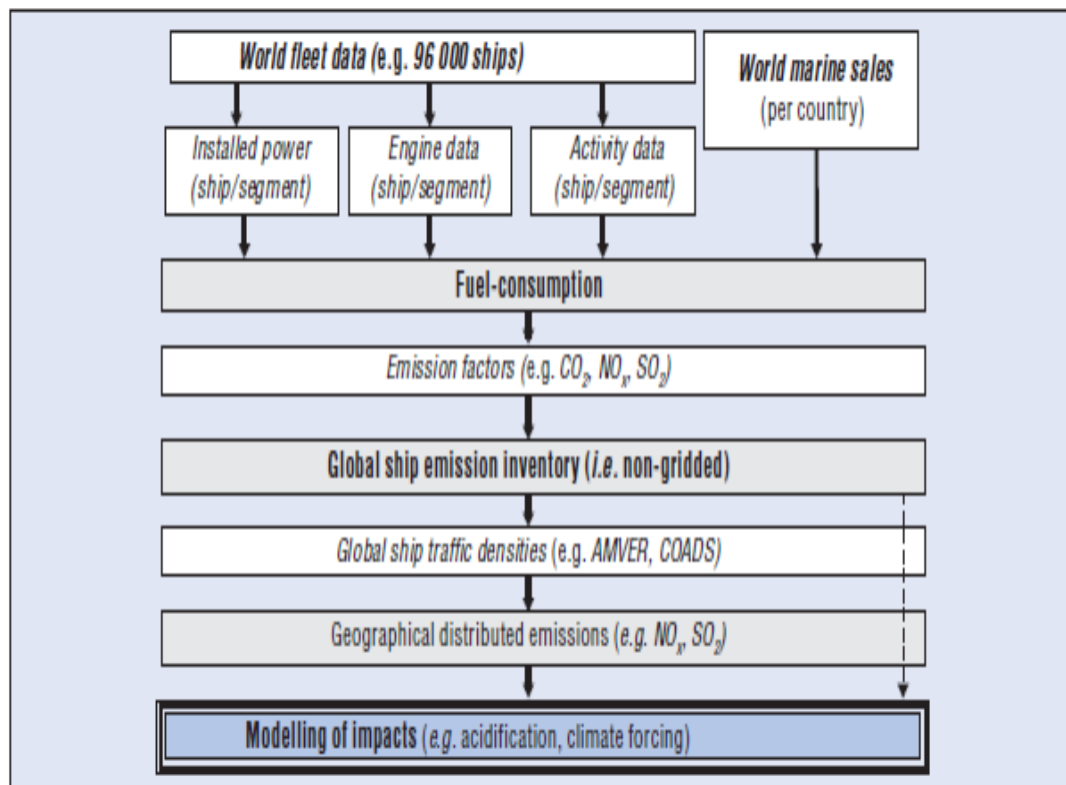 World fleet data (e.g. 96 000 ships)
World marine sales
(per country)
Installed power
(ship/segment)
Engine data
(ship/segment)
Activity data
(ship/segment)
Fuel-consumption
Emission factors (e.g. CO₂, NOₓ, SO₂)
Global ship emission inventory (i.e. non-gridded)
Global ship traffic densities (e.g. AMVER, COADS)
Geographical distributed emissions (e.g. NOₓ, SO₂)
Modelling of impacts (e.g. acidification, climate forcing)